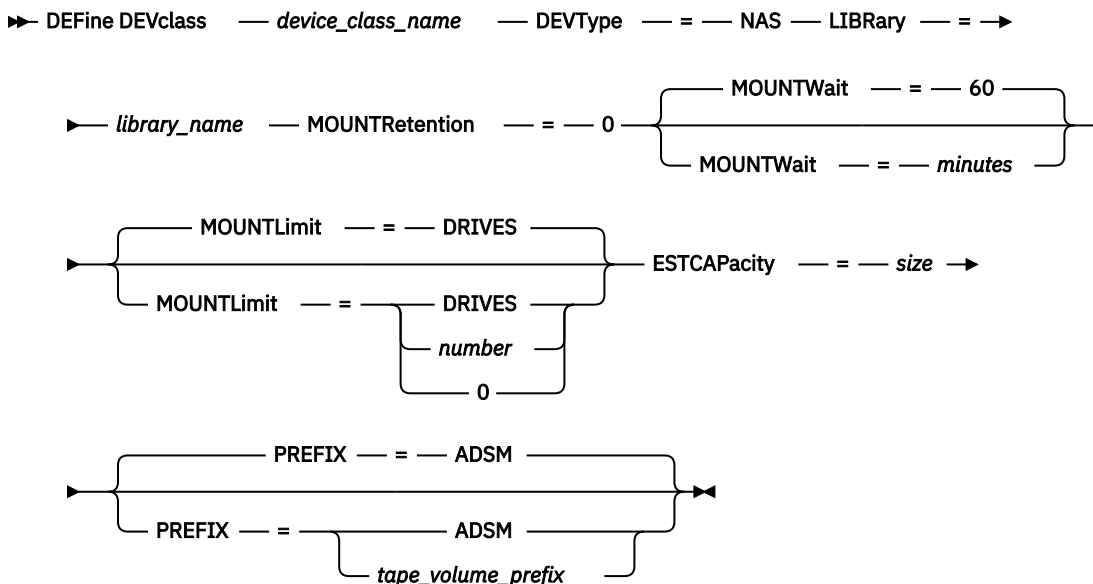 DEFine DEVclass device_class_name DEVType = NAS LIBRary =
MOUNTWait = 60
library_name MOUNTRetention = 0
MOUNTWait = minutes
MOUNTLimit = DRIVES
ESTCAPacity = size
MOUNTLimit = DRIVES
number
0
PREFIX = ADSM
PREFIX = ADSM
tape_volume_prefix